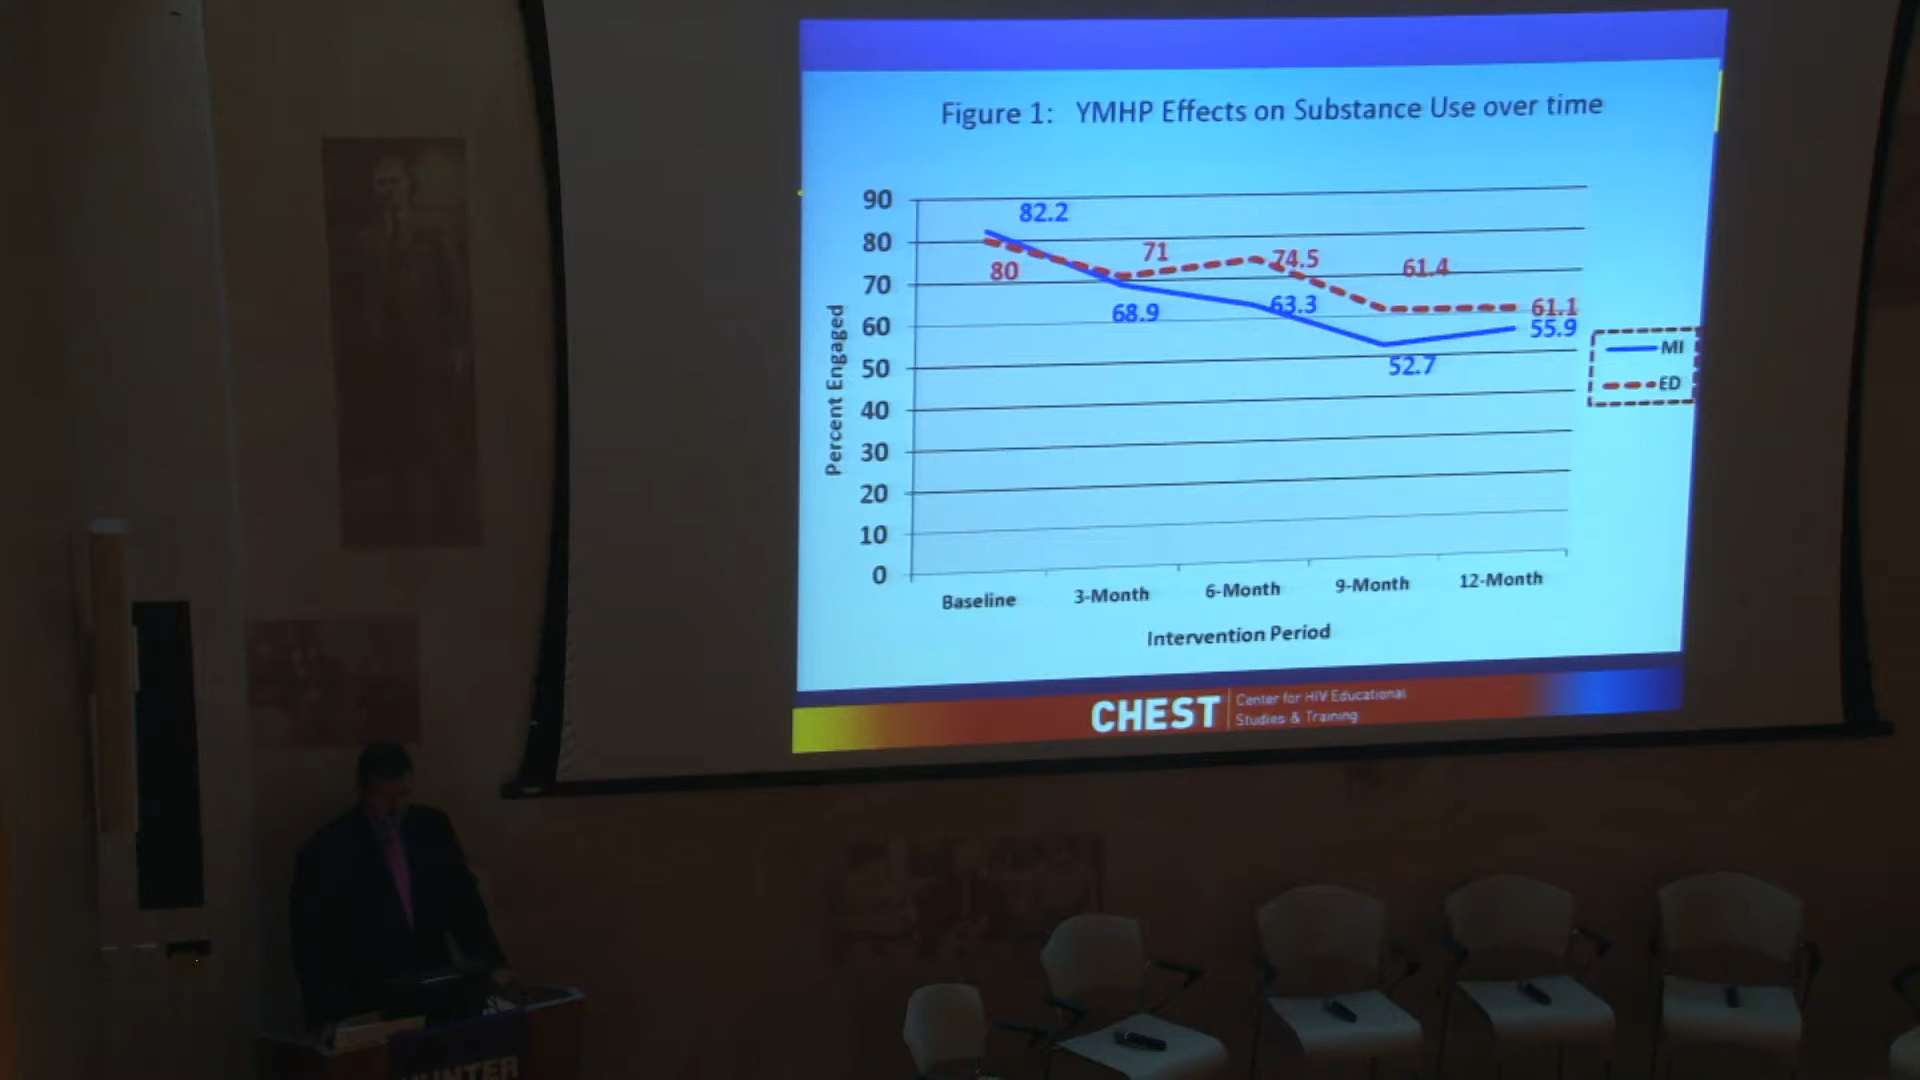 Figure 1: YMHP Effects on Substance Use over time
90
80
70
60
50
40
30
20
10
0
Percent Engaged
82.2
80
71
68.9
74.5
63.3
61.4
52.7
61.1
55.9
MI
ED
Baseline
3-Month
6-Month
9-Month
12-Month
Intervention Period
CHEST
Center for HIV Educational
Studies & Training
HUNTER